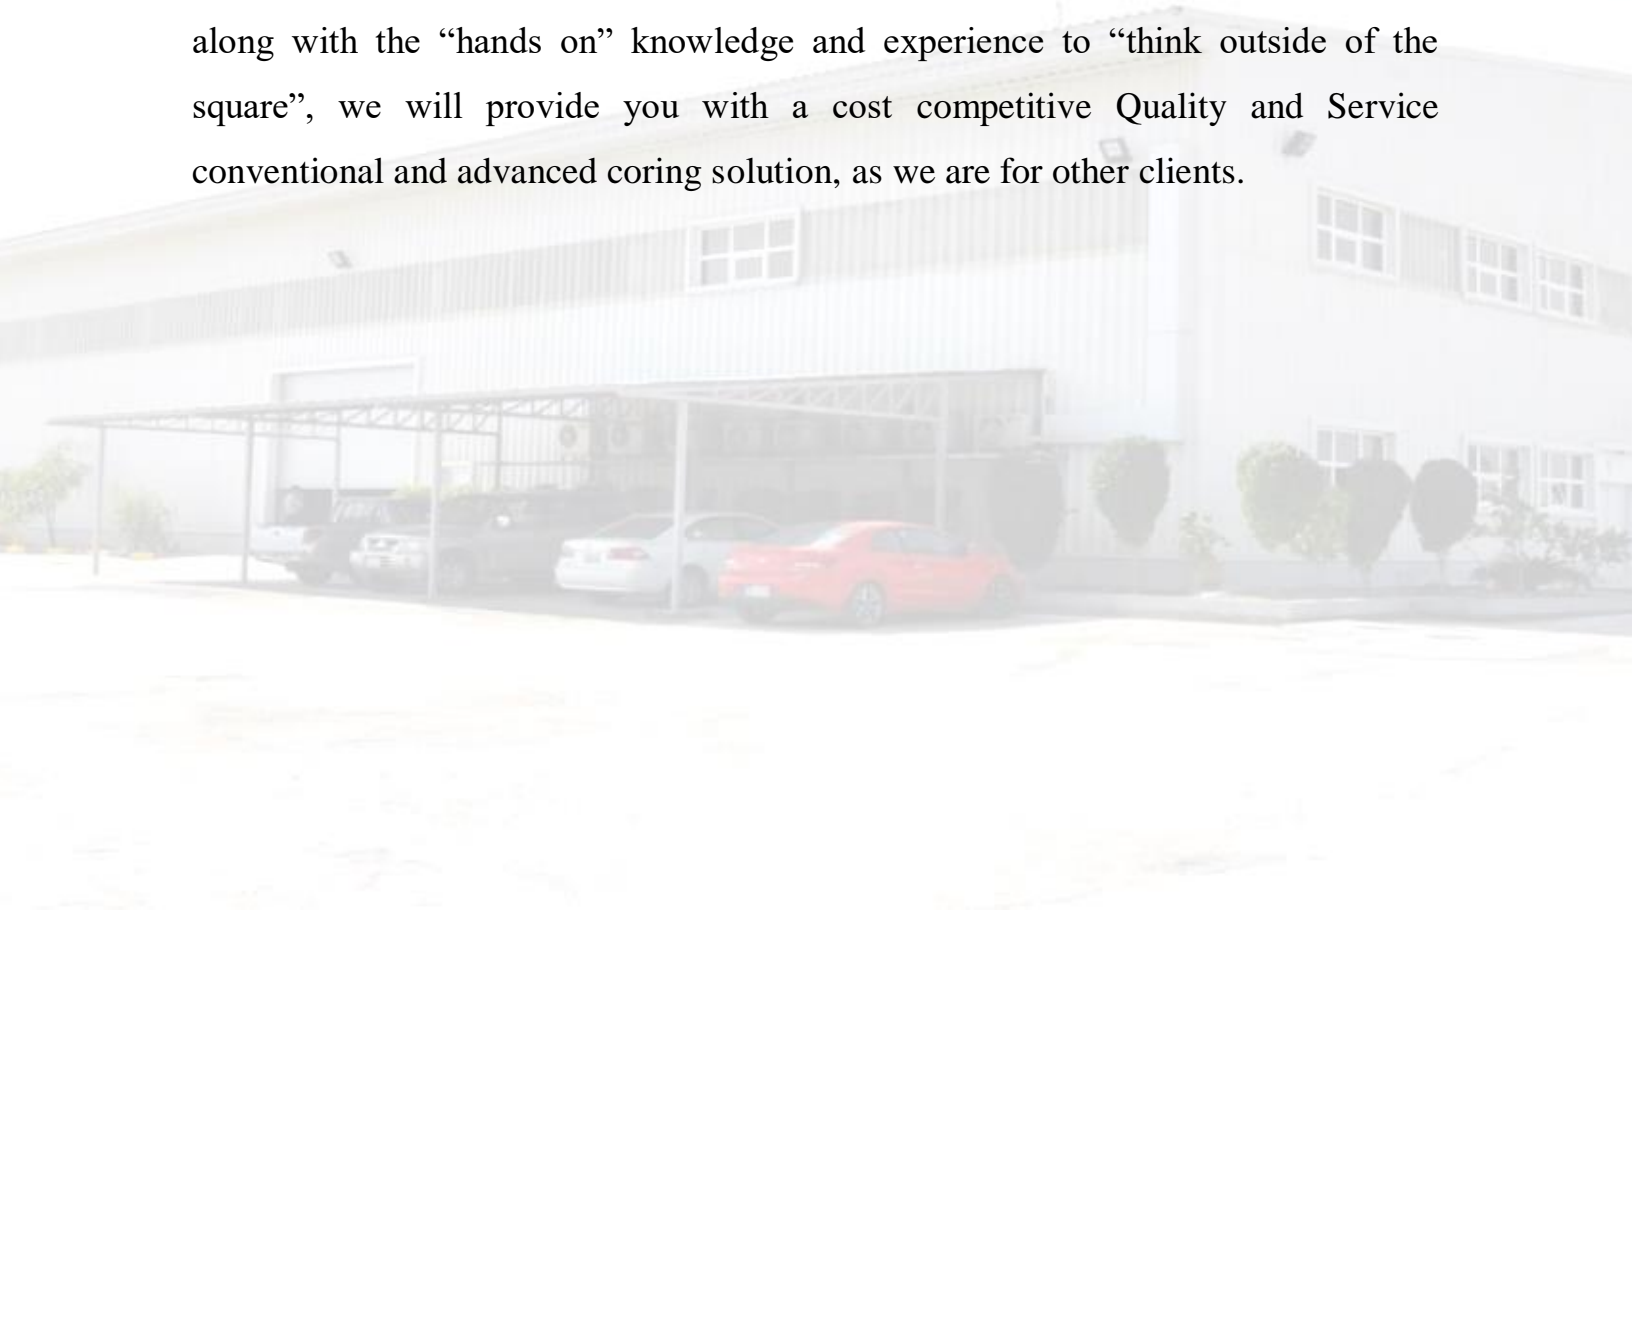 along with the “hands on” knowledge and experience to “think outside of the
square”, we will provide you with a cost competitive Quality and Service
conventional and advanced coring solution, as we are for other clients.